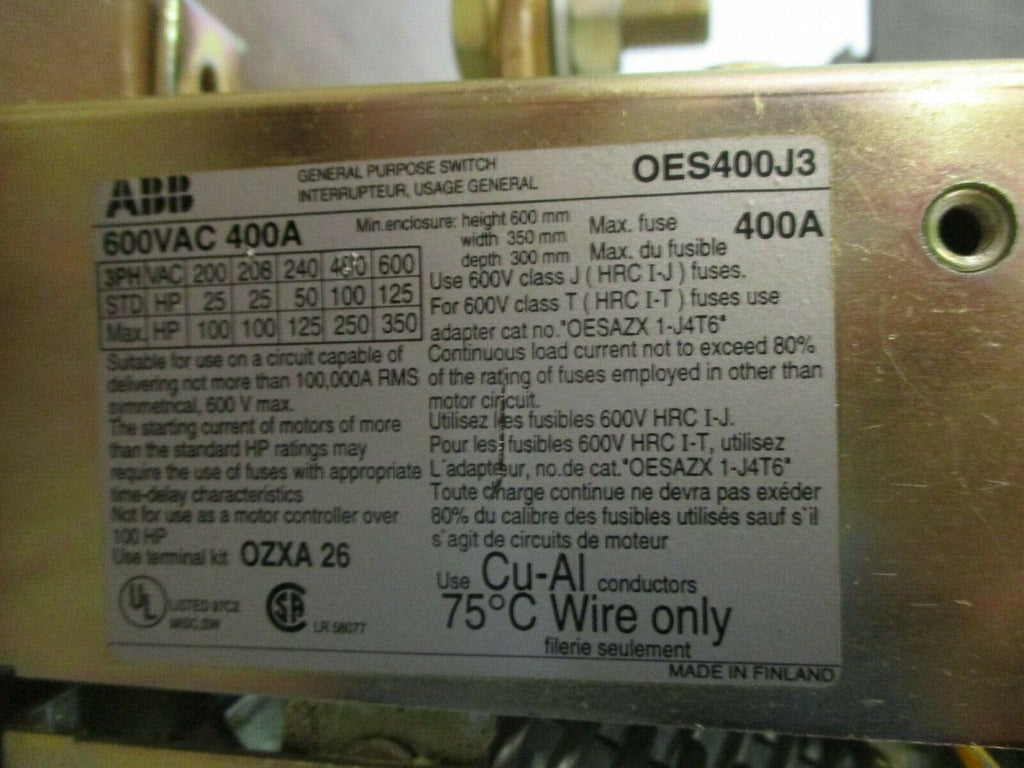 ABB
GENERAL PURPOSE SWITCH
INTERRUPTEUR, USAGE GENERAL
OES400J3
600VAC 400A
Min.enclosure: height 600 mm
width 350 mm
depth 300 mm
Max. fuse
Max. du fusible
400A
3PH VAC 200 208 240 480 600
STD HP 25 25 50 100 125
Max. HP 100 100 125 250 350
Suitable for use on a circuit capable of
delivering not more than 100,000A RMS
symmetrical, 600 V max.
The starting current of motors of more
than the standard HP ratings may
require the use of fuses with appropriate
time-delay characteristics
Not for use as a motor controller over
100 HP
Use terminal kit OZXA 26
UL LISTED 97C2
MISC.SW
SA LR 58077
Use 600V class J ( HRC I-J ) fuses.
For 600V class T ( HRC I-T ) fuses use
adapter cat no."OESAZX 1-J4T6"
Continuous load current not to exceed 80%
of the rating of fuses employed in other than
motor circuit.
Utilisez les fusibles 600V HRC I-J.
Pour les fusibles 600V HRC I-T, utilisez
L'adapteur, no.de cat."OESAZX 1-J4T6"
Toute charge continue ne devra pas exéder
80% du calibre des fusibles utilisés sauf s'il
s'agit de circuits de moteur
Use Cu-Al conductors
75°C Wire only
filerie seulement
MADE IN FINLAND